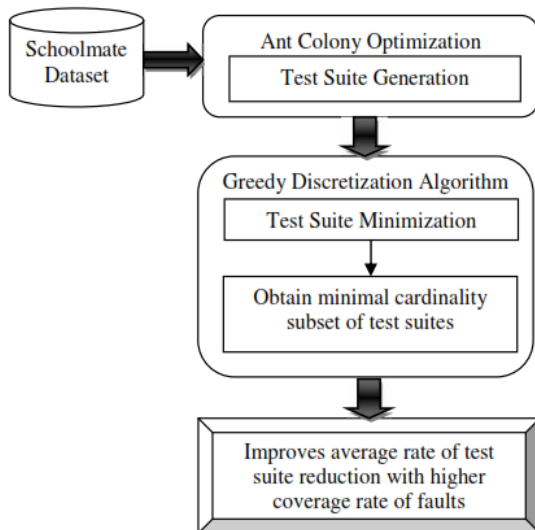 Schoolmate
Dataset
Ant Colony Optimization
Test Suite Generation
Greedy Discretization Algorithm
Test Suite Minimization
Obtain minimal cardinality
subset of test suites
Improves average rate of test
suite reduction with higher
coverage rate of faults